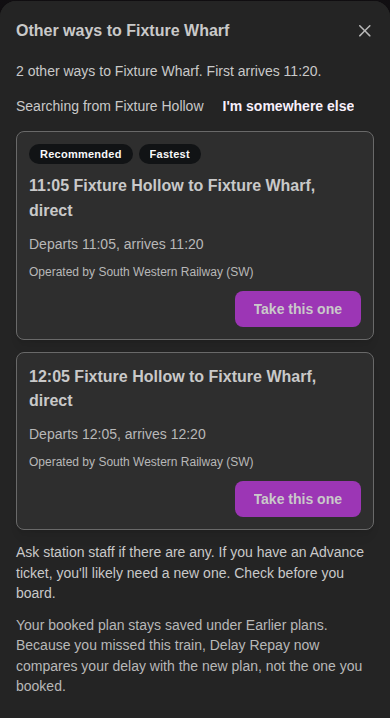 Other ways to Fixture Wharf
2 other ways to Fixture Wharf. First arrives 11:20.
Searching from Fixture Hollow I'm somewhere else
Recommended Fastest
11:05 Fixture Hollow to Fixture Wharf,
direct
Departs 11:05, arrives 11:20
Operated by South Western Railway (SW)
Take this one
12:05 Fixture Hollow to Fixture Wharf,
direct
Departs 12:05, arrives 12:20
Operated by South Western Railway (SW)
Take this one
Ask station staff if there are any. If you have an Advance
ticket, you'll likely need a new one. Check before you
board.
Your booked plan stays saved under Earlier plans.
Because you missed this train, Delay Repay now
compares your delay with the new plan, not the one you
booked.